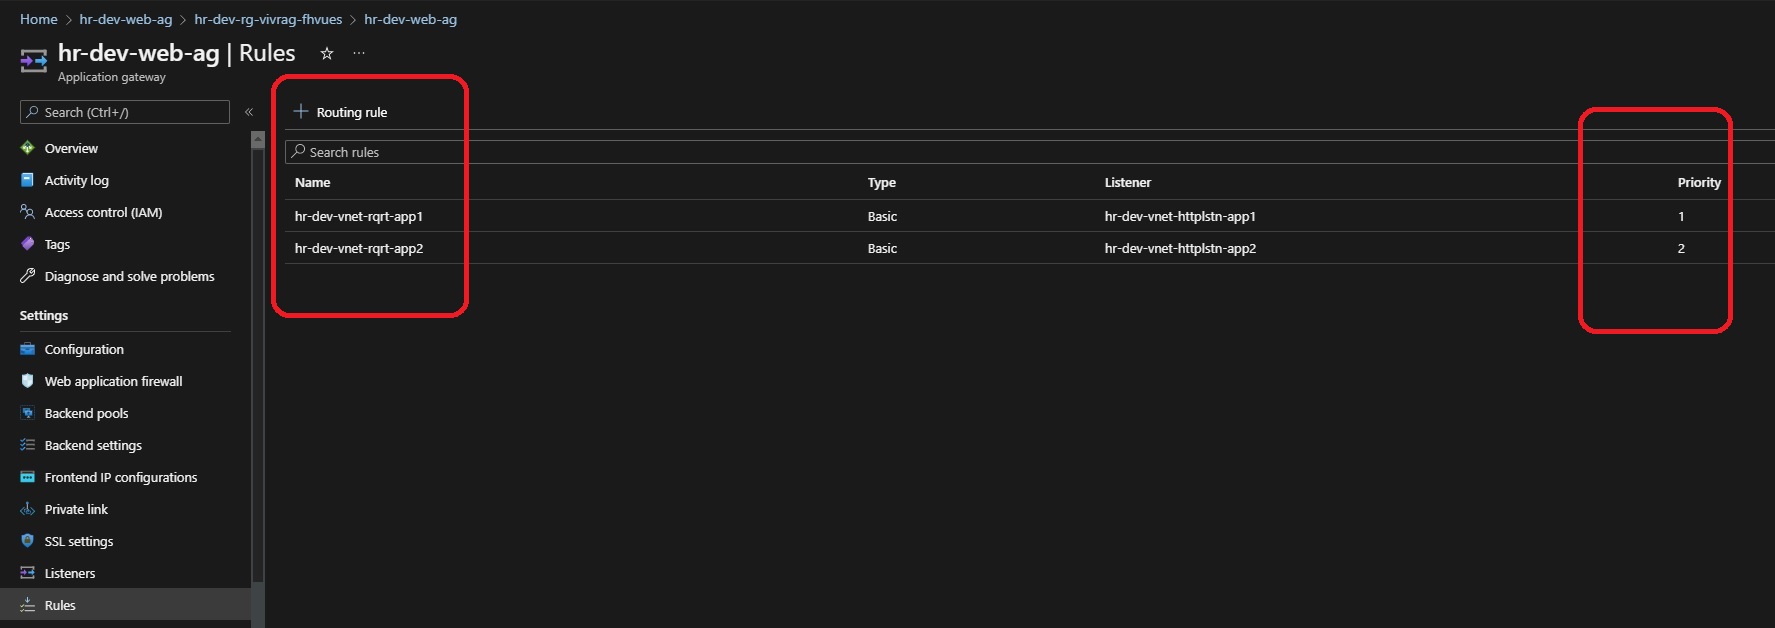 Home > hr-dev-web-ag > hr-dev-rg-vivrag-fhvues > hr-dev-web-ag
hr-dev-web-ag | Rules
Application gateway
Search (Ctrl+/)
Overview
Activity log
Access control (IAM)
Tags
Diagnose and solve problems
Settings
Configuration
Web application firewall
Backend pools
Backend settings
Frontend IP configurations
Private link
SSL settings
Listeners
Rules
Routing rule
Search rules
Name Type Listener Priority
hr-dev-vnet-rqrt-app1 Basic hr-dev-vnet-httplstn-app1 1
hr-dev-vnet-rqrt-app2 Basic hr-dev-vnet-httplstn-app2 2